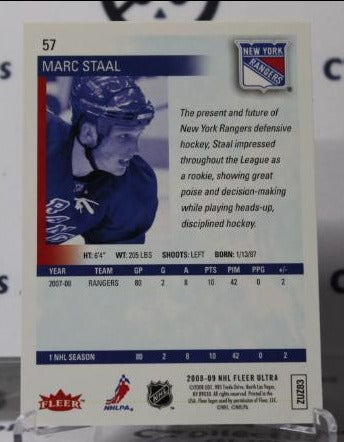 57
MARC STAAL
NEW YORK
RANGERS
The present and future of
New York Rangers defensive
hockey, Staal impressed
throughout the League as
a rookie, showing great
poise and decision-making
while playing heads-up,
disciplined hockey.
HT: 6'4" WT: 205 LBS SHOOTS: LEFT BORN: 1/13/87
YEAR TEAM GP G A PTS PIM PPG +/-
2007-08 RANGERS 80 2 8 10 42 0 2
1 NHL SEASON 80 2 8 10 42 0 2
2008-09 NHL FLEER ULTRA
FLEER
NHLPA
NHL
ZUZ83